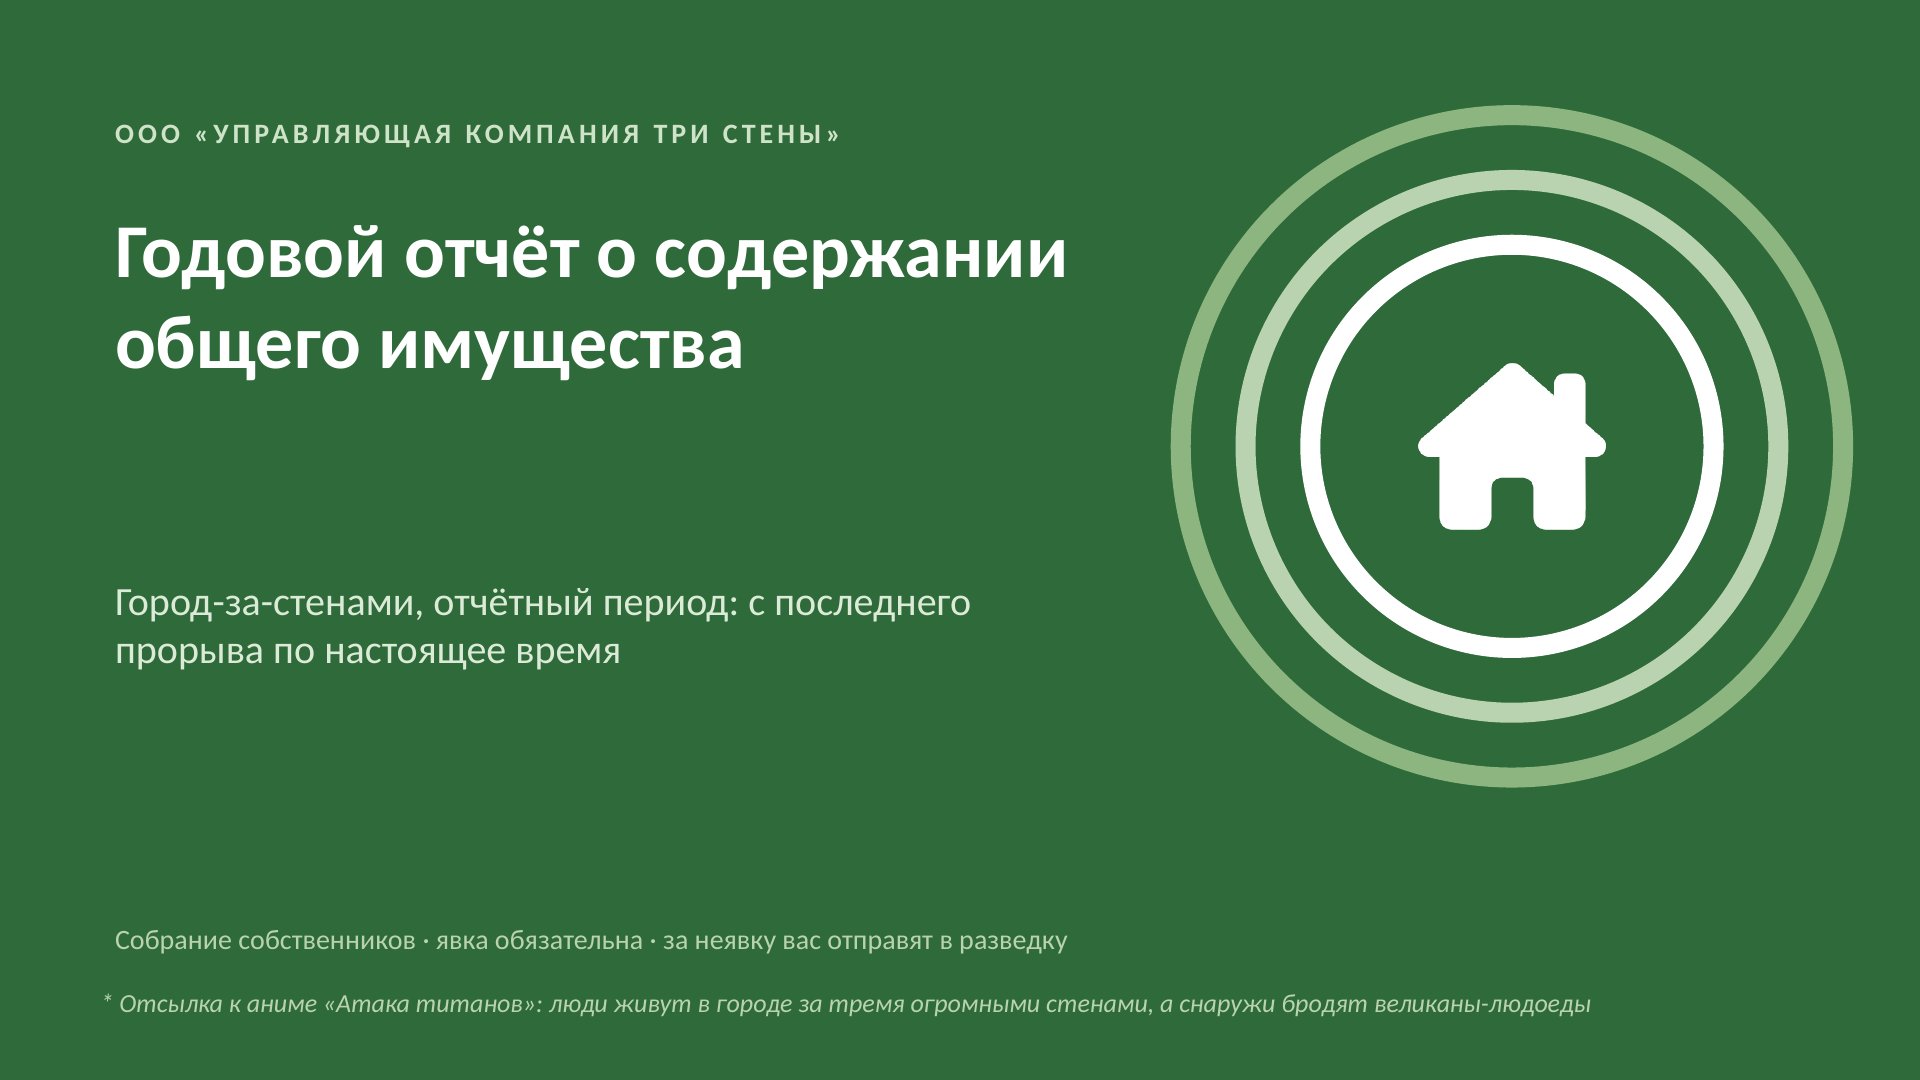 ООО «УПРАВЛЯЮЩАЯ КОМПАНИЯ ТРИ СТЕНЫ»
Годовой отчёт о содержании
общего имущества
Город-за-стенами, отчётный период: с последнего
прорыва по настоящее время
Собрание собственников · явка обязательна · за неявку вас отправят в разведку
* Отсылка к аниме «Атака титанов»: люди живут в городе за тремя огромными стенами, а снаружи бродят великаны-людоеды